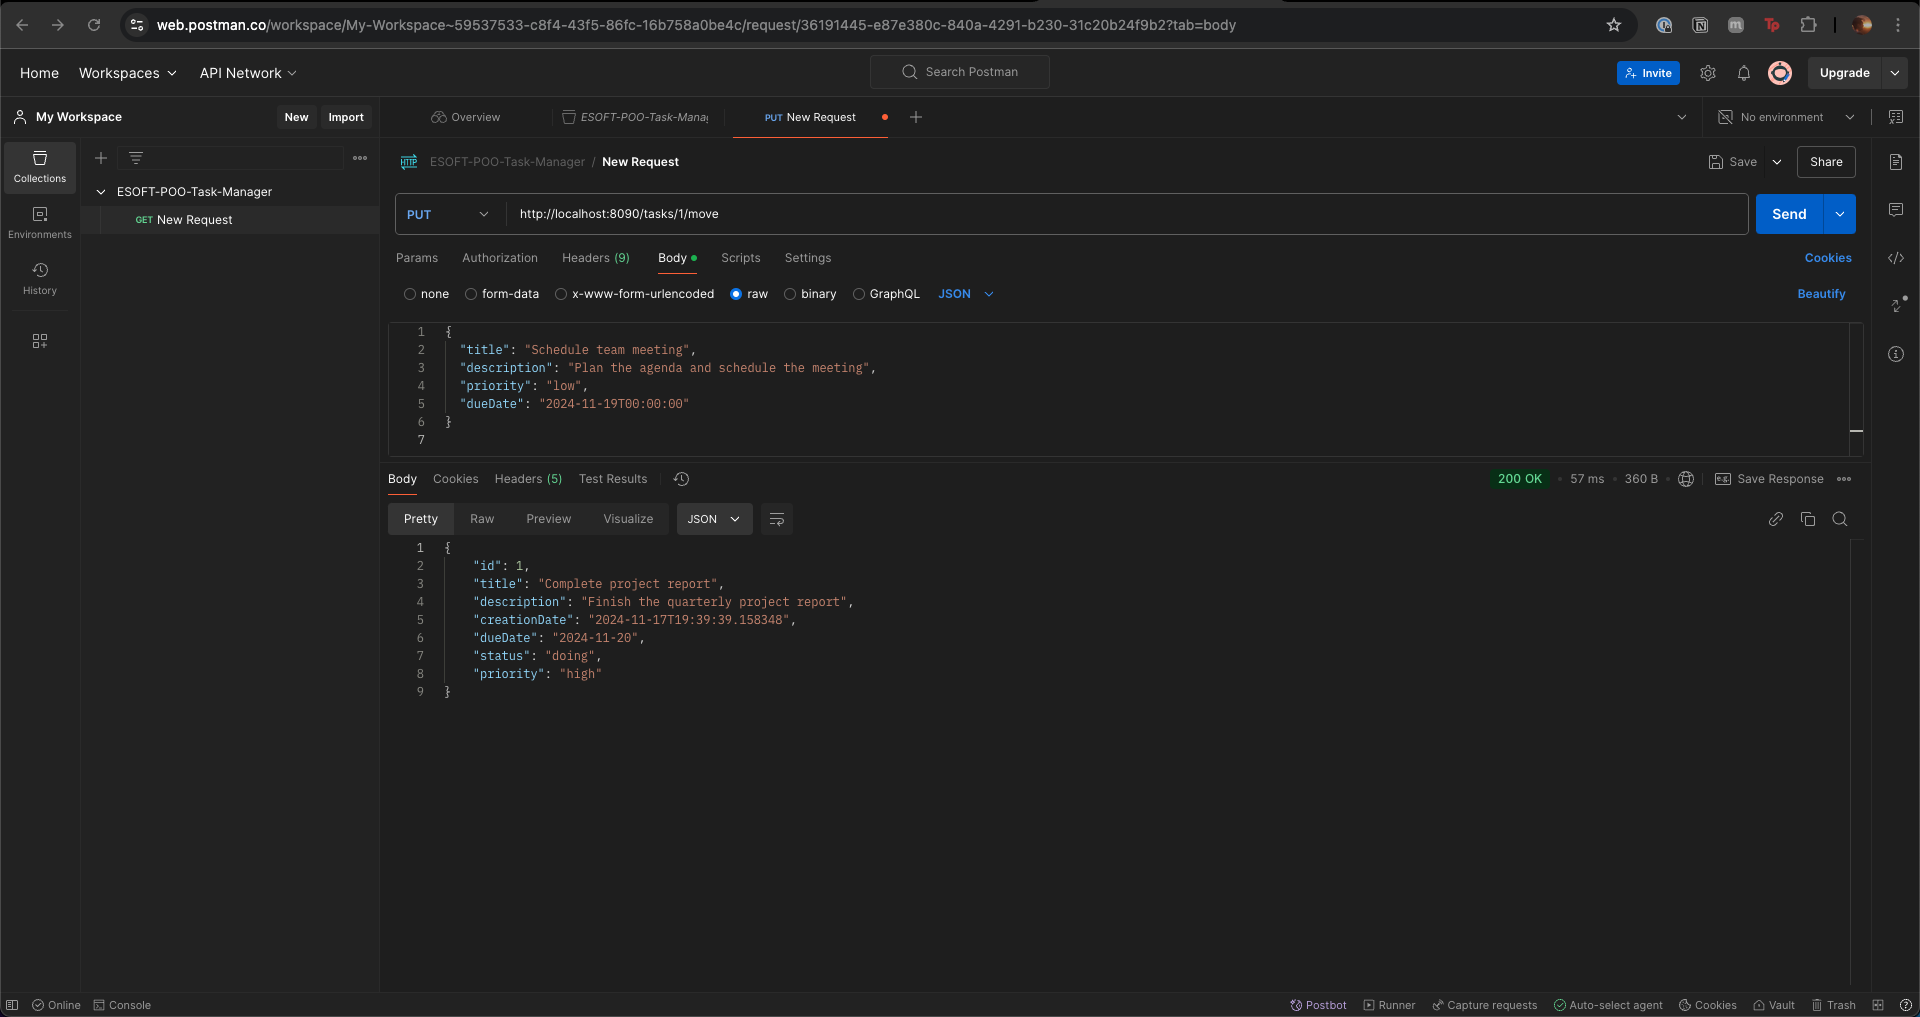 web.postman.co/workspace/My-Workspace~59537533-c8f4-43f5-86fc-16b758a0be4c/request/36191445-e87e380c-840a-4291-b230-31c20b24f9b2?tab=body
Home Workspaces API Network Search Postman Invite Upgrade
My Workspace New Import Overview ESOFT-POO-Task-Mana PUT New Request No environment
Collections
ESOFT-POO-Task-Manager / New Request Save Share
ESOFT-POO-Task-Manager
GET New Request
Environments
History
PUT http://localhost:8090/tasks/1/move Send
Params Authorization Headers (9) Body Scripts Settings Cookies
none form-data x-www-form-urlencoded raw binary GraphQL JSON Beautify
1 {
2 "title": "Schedule team meeting",
3 "description": "Plan the agenda and schedule the meeting",
4 "priority": "low",
5 "dueDate": "2024-11-19T00:00:00"
6 }
7
Body Cookies Headers (5) Test Results 200 OK • 57 ms • 360 B • Save Response
Pretty Raw Preview Visualize JSON
1 {
2 "id": 1,
3 "title": "Complete project report",
4 "description": "Finish the quarterly project report",
5 "creationDate": "2024-11-17T19:39:39.158348",
6 "dueDate": "2024-11-20",
7 "status": "doing",
8 "priority": "high"
9 }
Online Console Postbot Runner Capture requests Auto-select agent Cookies Vault Trash